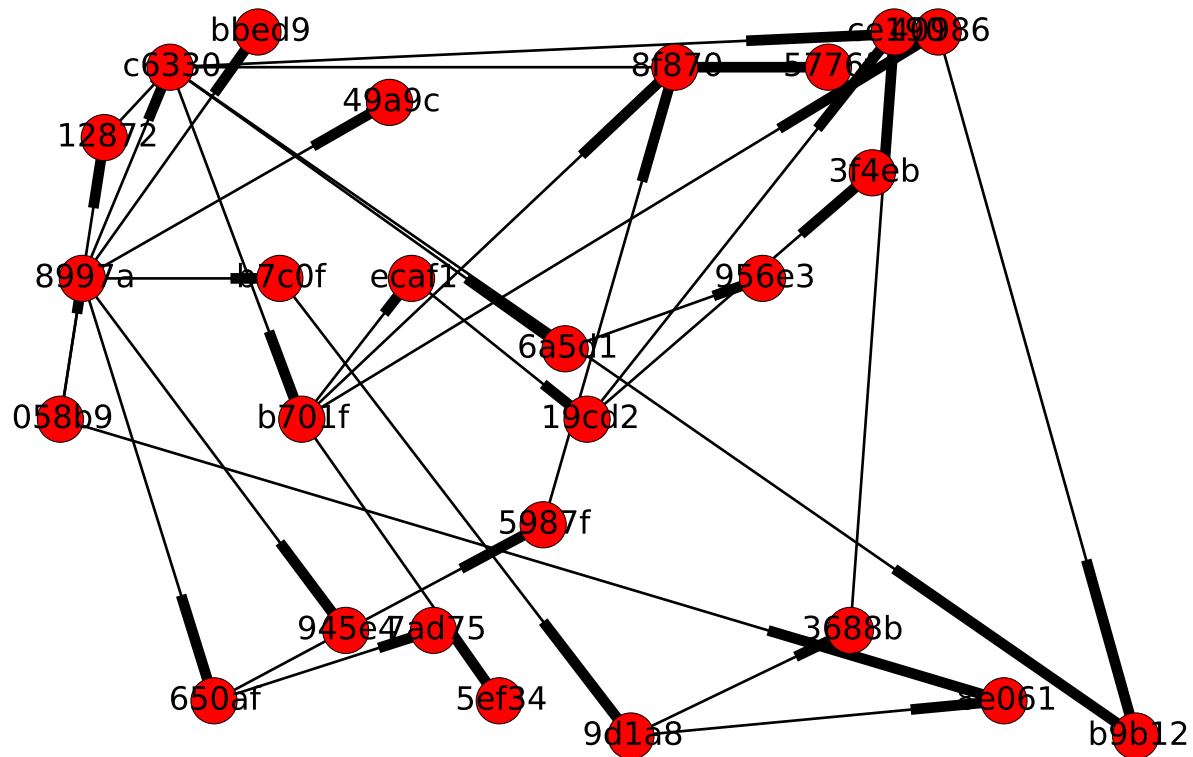 bbed9
c6330
8f870
49a9c
12872
3f4eb
8997a
b7c0f
ecaf1
956e3
6a5d1
058b9
b701f
19cd2
5987f
945e4
7ad75
3688b
650af
5ef34
9d1a8
b9b12